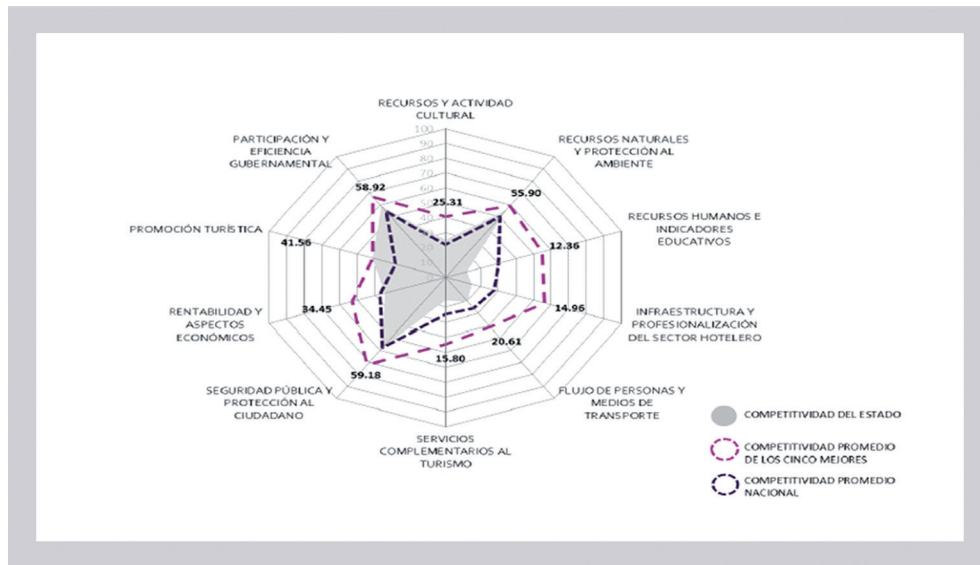 RECURSOS Y ACTIVIDAD
CULTURAL
100
90
80
70
60
50
40
30
20
10
0
RECURSOS NATURALES
Y PROTECCIÓN AL
AMBIENTE
RECURSOS HUMANOS E
INDICADORES
EDUCATIVOS
INFRAESTRUCTURA Y
PROFESIONALIZACIÓN
DEL SECTOR HOTELERO
FLUJO DE PERSONAS Y
MEDIOS DE
TRANSPORTE
SERVICIOS
COMPLEMENTARIOS AL
TURISMO
SEGURIDAD PÚBLICA Y
PROTECCIÓN AL
CIUDADANO
RENTABILIDAD Y
ASPECTOS
ECONÓMICOS
PROMOCIÓN TURÍSTICA
PARTICIPACIÓN Y
EFICIENCIA
GUBERNAMENTAL
25.31
55.90
12.36
14.96
20.61
15.80
59.18
34.45
41.56
58.92
COMPETITIVIDAD DEL ESTADO
COMPETITIVIDAD PROMEDIO
DE LOS CINCO MEJORES
COMPETITIVIDAD PROMEDIO
NACIONAL